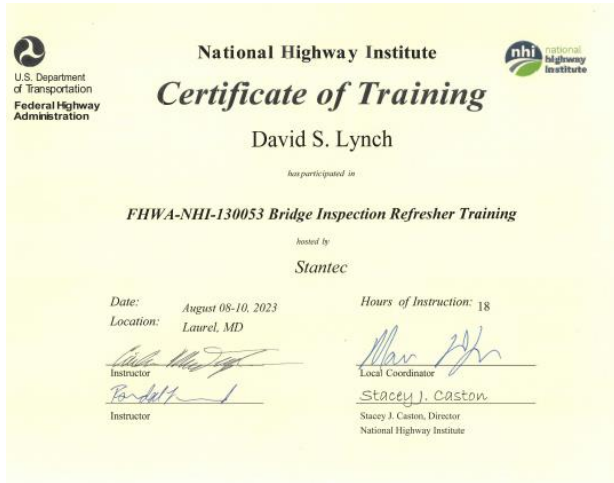 National Highway Institute
nhi national highway institute
U.S. Department
of Transportation
Federal Highway
Administration
Certificate of Training
David S. Lynch
has participated in
FHWA-NHI-130053 Bridge Inspection Refresher Training
hosted by
Stantec
Date: August 08-10, 2023
Hours of Instruction: 18
Location: Laurel, MD
Instructor
Local Coordinator
Stacey J. Caston
Instructor
Stacey J. Caston, Director
National Highway Institute